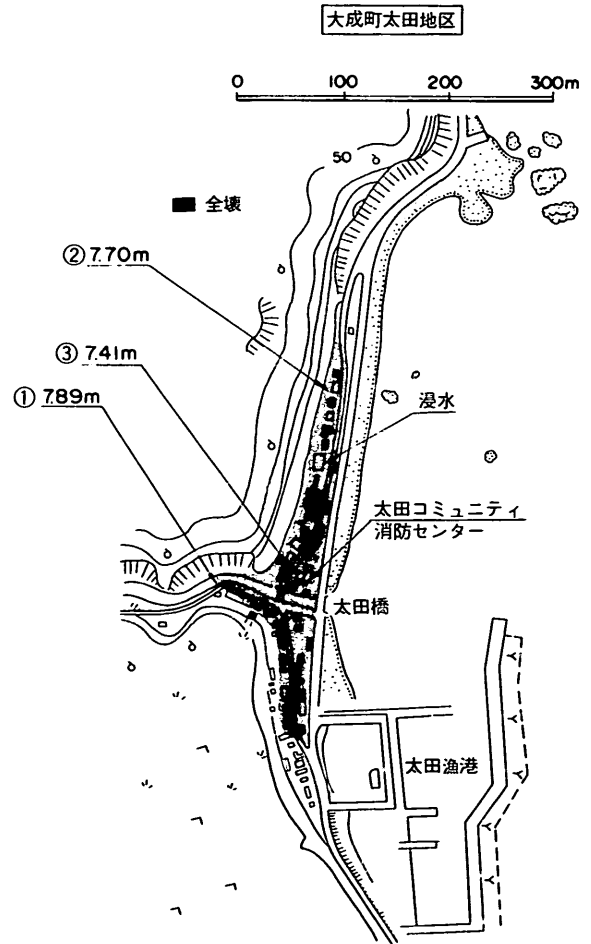 大成町太田地区
0 100 200 300m
50
全壊
② 7.70m
③ 7.41m
① 7.89m
浸水
太田コミュニティ
消防センター
太田橋
太田漁港